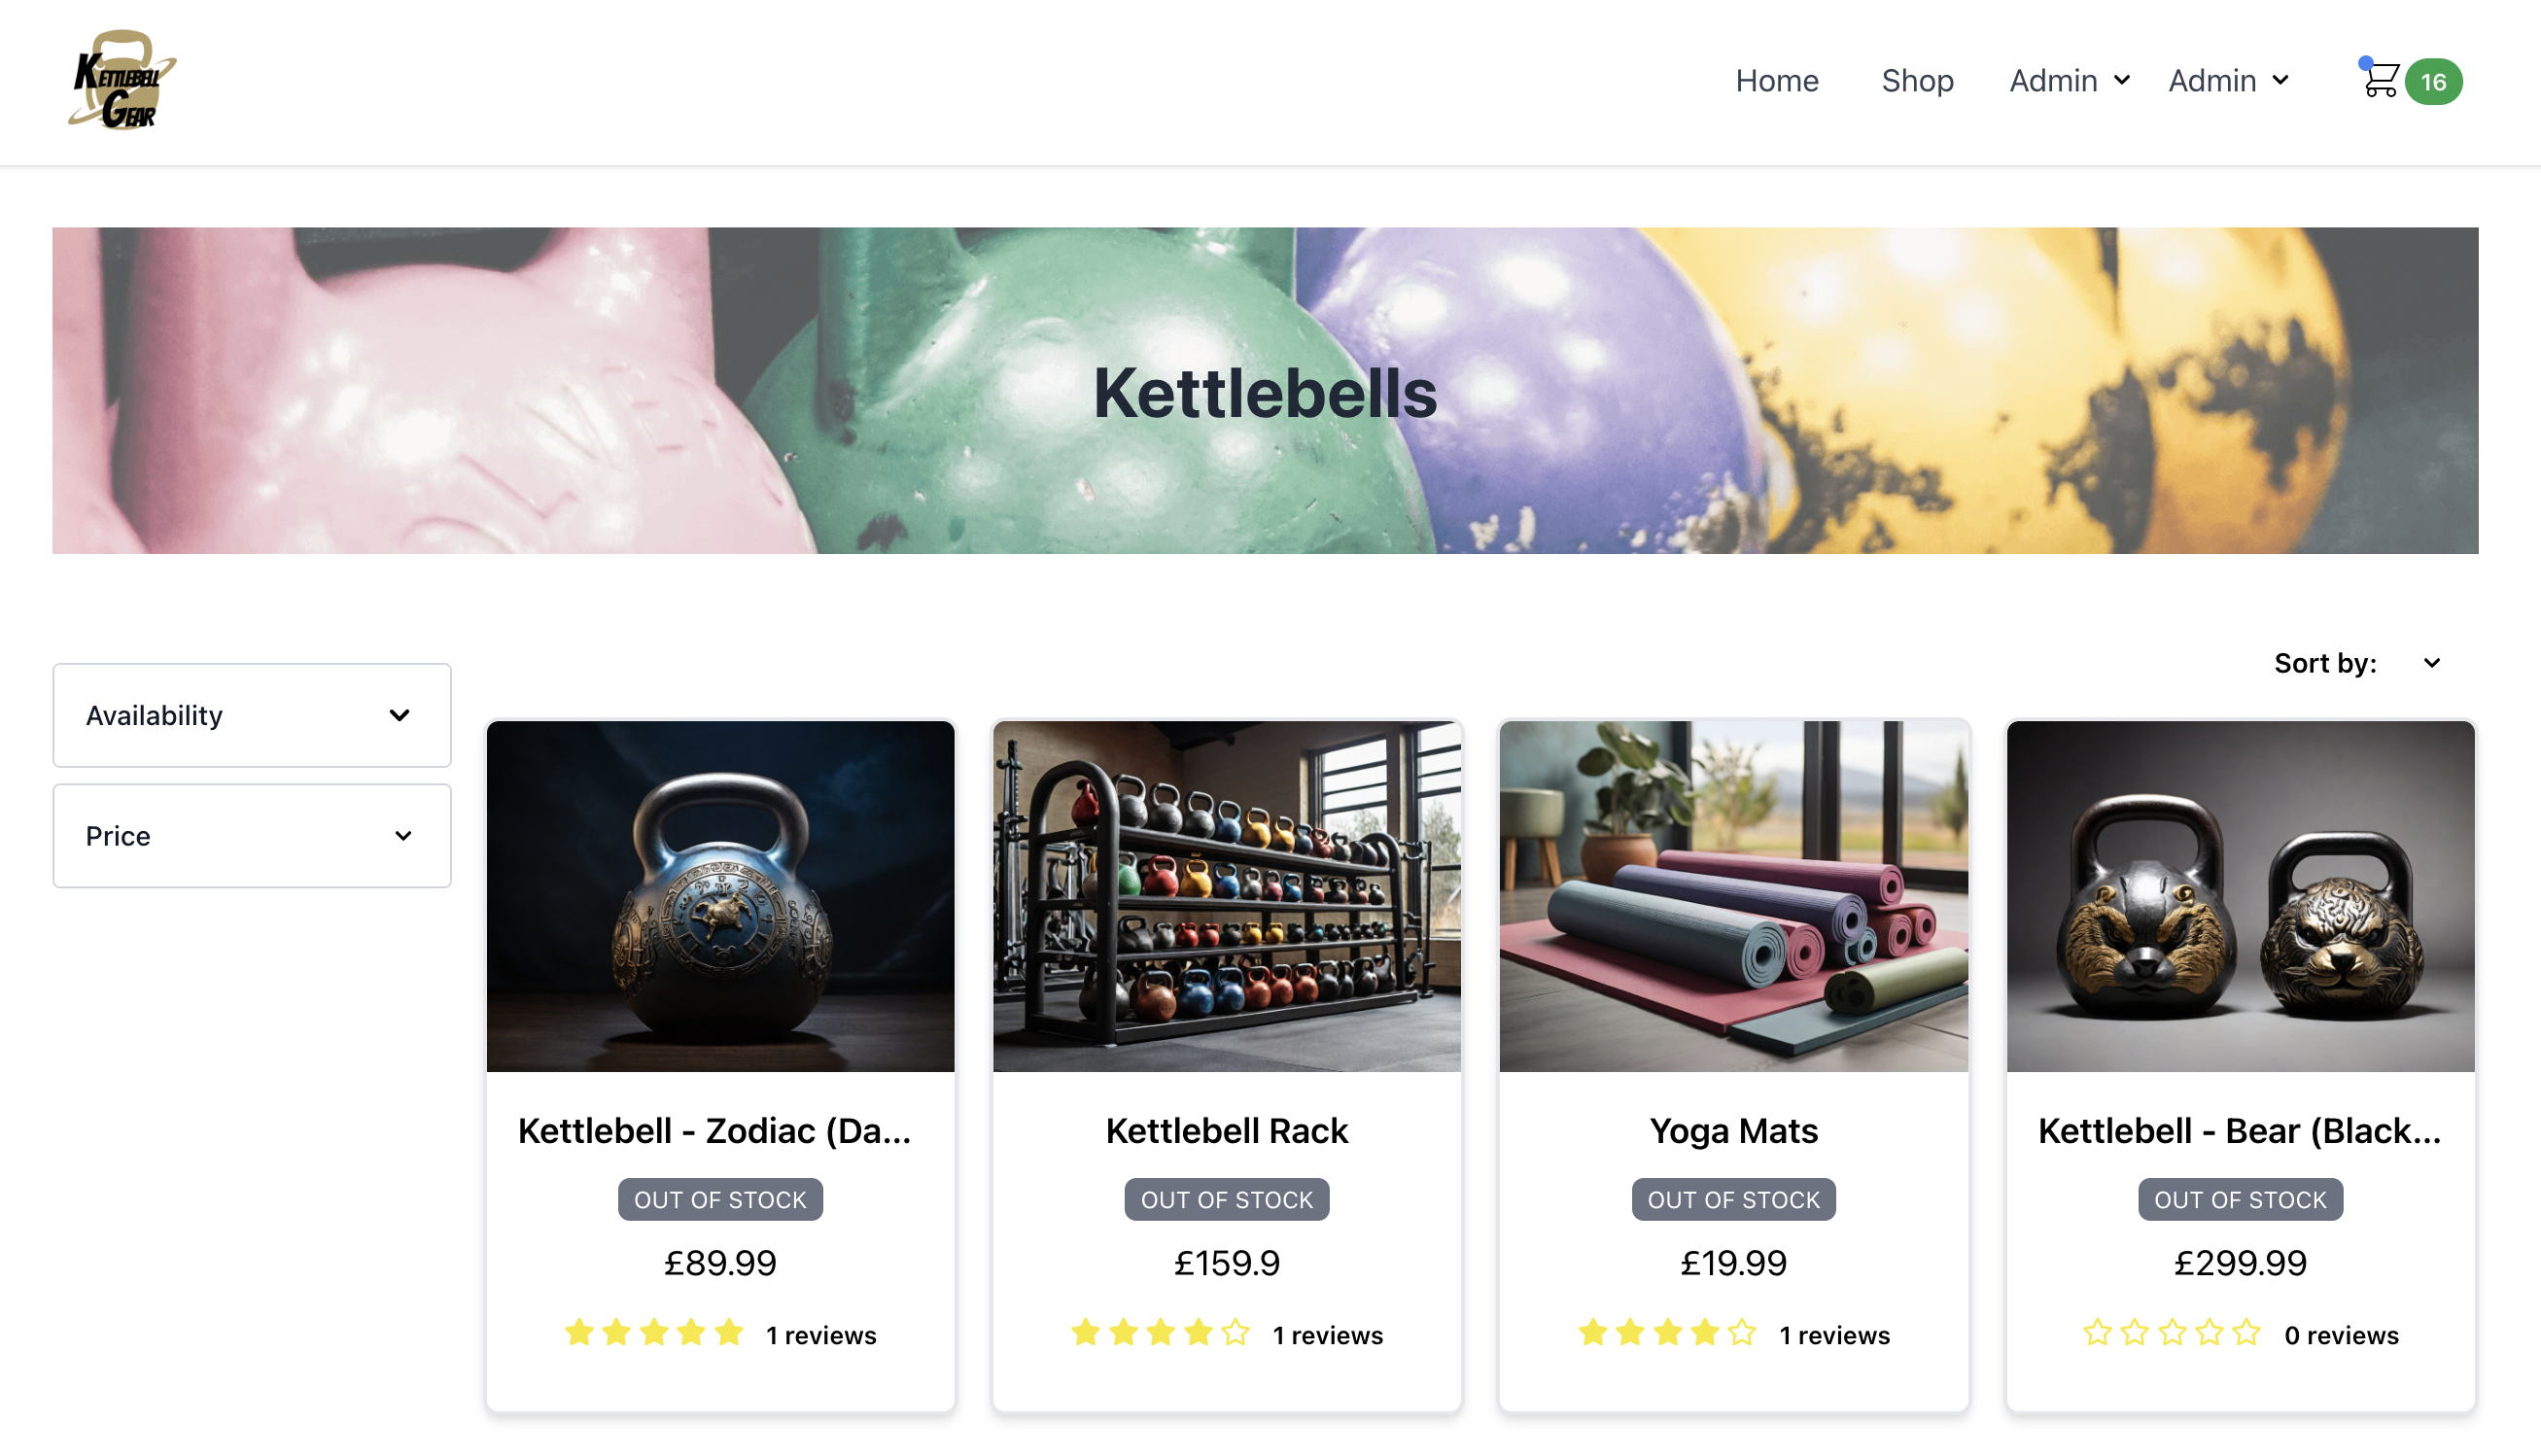 KETTLEBELL
GEAR
Home
Shop
Admin
Admin
16
Kettlebells
Sort by:
Availability
Price
Kettlebell - Zodiac (Da...
OUT OF STOCK
£89.99
1 reviews
Kettlebell Rack
OUT OF STOCK
£159.9
1 reviews
Yoga Mats
OUT OF STOCK
£19.99
1 reviews
Kettlebell - Bear (Black...
OUT OF STOCK
£299.99
0 reviews